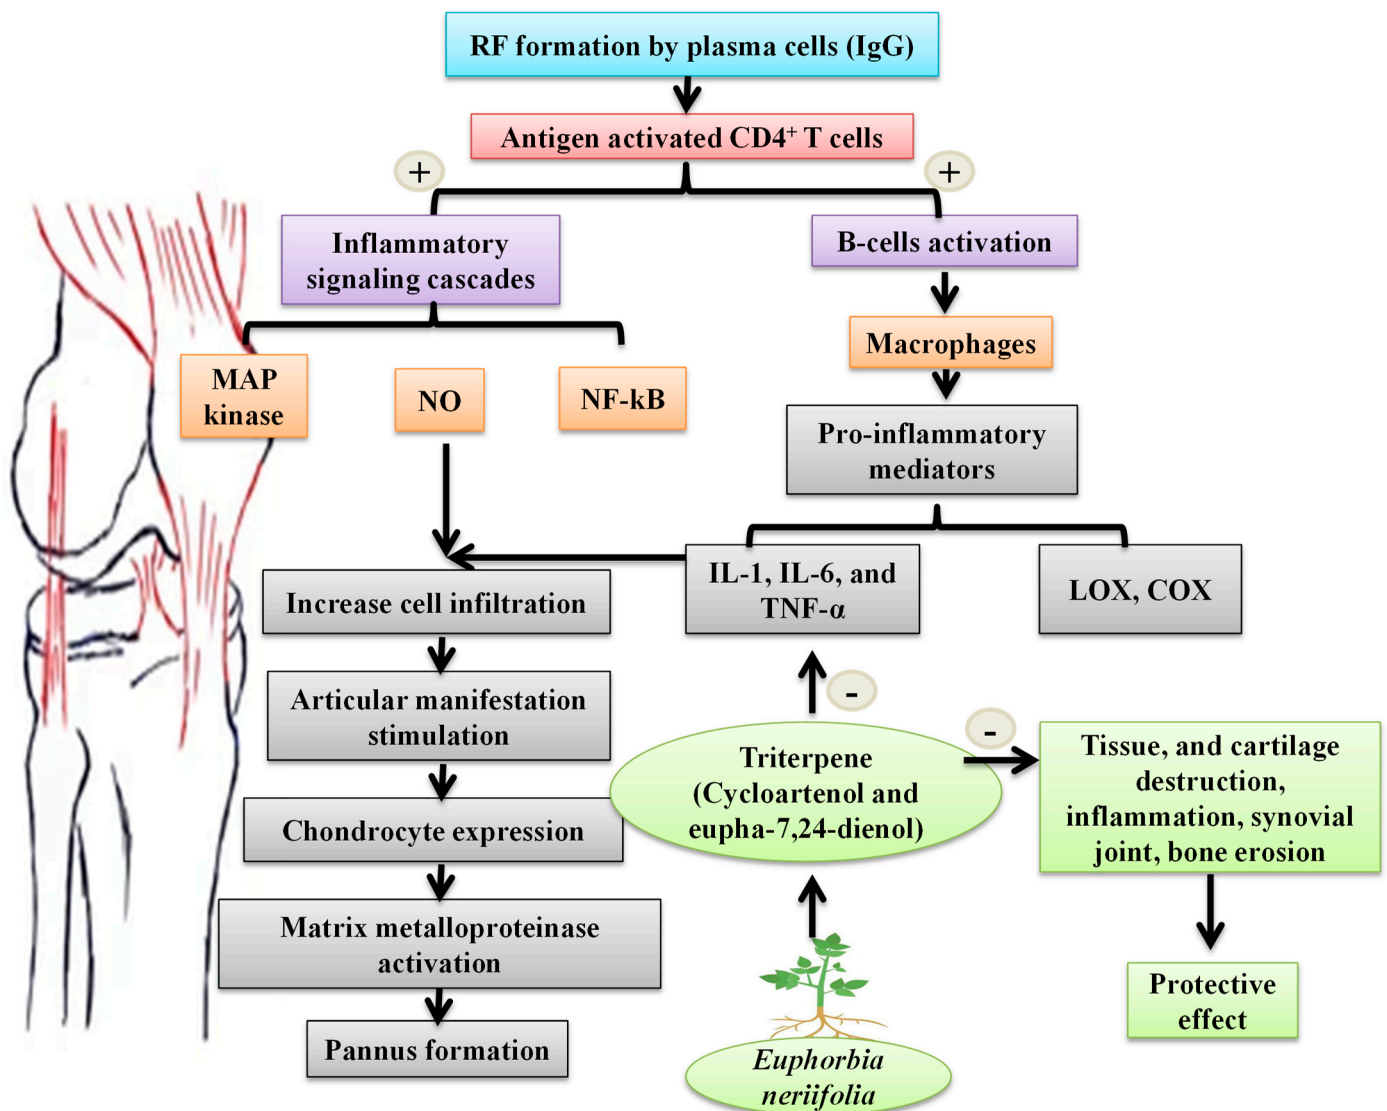 RF formation by plasma cells (IgG)
Antigen activated CD4⁺ T cells
+
+
Inflammatory
signaling cascades
B-cells activation
MAP
kinase
NO
NF-kB
Macrophages
Pro-inflammatory
mediators
IL-1, IL-6, and
TNF-α
LOX, COX
Increase cell infiltration
Articular manifestation
stimulation
Chondrocyte expression
Matrix metalloproteinase
activation
Pannus formation
-
-
Triterpene
(Cycloartenol and
eupha-7,24-dienol)
Tissue, and cartilage
destruction,
inflammation, synovial
joint, bone erosion
Protective
effect
Euphorbia
neriifolia